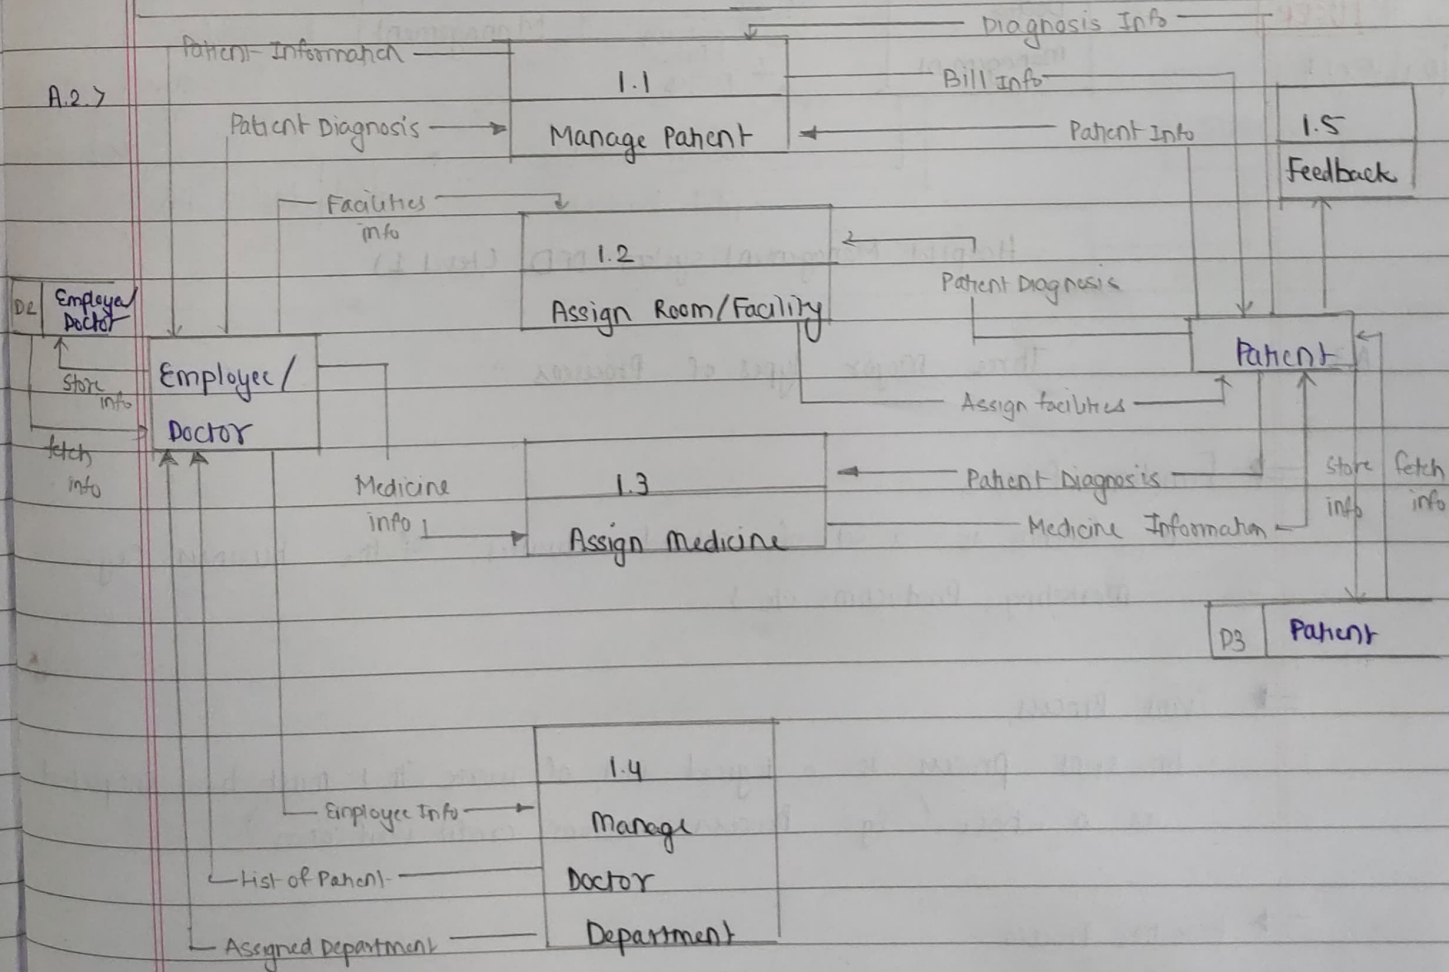 Diagnosis Info
Patient Information
1.1
Bill Info
A.2>
Patient Diagnosis
Manage Patient
Patient Info
1.5
Feedback
Facilities
info
1.2
Assign Room/Facility
Patient Diagnosis
D2
Employee/
Doctor
Store
info
Employee/
Doctor
Patient
Assign facilities
fetch
info
Medicine
info
1.3
Assign Medicine
Patient Diagnosis
Medicine Information
Store
info
fetch
info
D3
Patient
1.4
Manage
Doctor
Department
Employee Info
List of Patient
Assigned Department